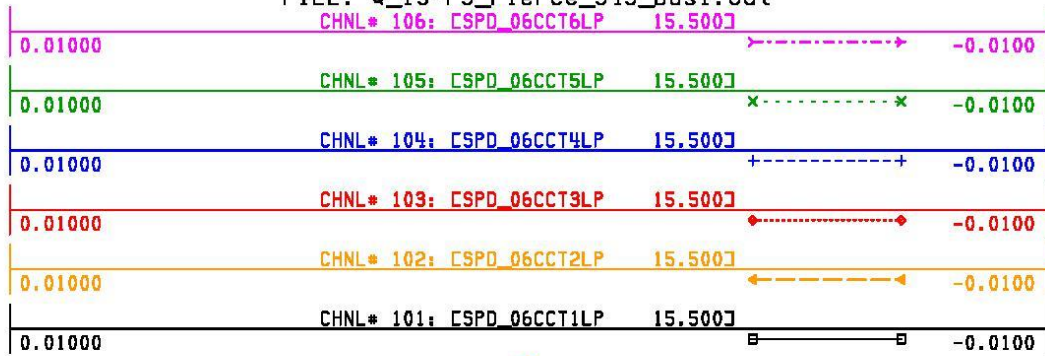 CHNL# 106: [SPD_06CCT6LP 15.500]
0.01000 -0.0100
CHNL# 105: [SPD_06CCT5LP 15.500]
0.01000 -0.0100
CHNL# 104: [SPD_06CCT4LP 15.500]
0.01000 -0.0100
CHNL# 103: [SPD_06CCT3LP 15.500]
0.01000 -0.0100
CHNL# 102: [SPD_06CCT2LP 15.500]
0.01000 -0.0100
CHNL# 101: [SPD_06CCT1LP 15.500]
0.01000 -0.0100